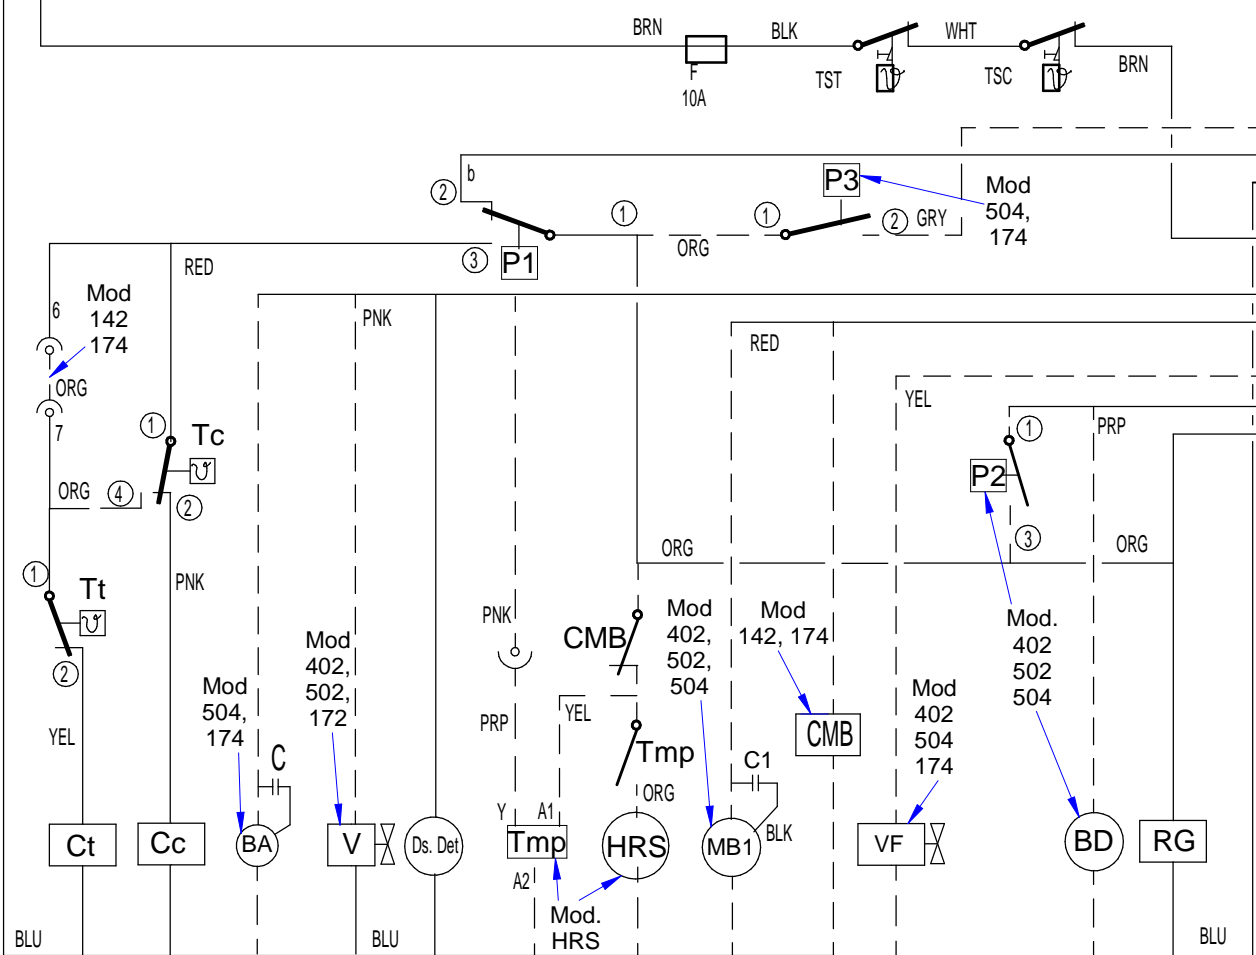 BRN
BLK
WHT
BRN
F
10A
TST
TSC
b
2
1
P3
1
2
GRY
Mod
504,
174
ORG
3
P1
RED
6
Mod
142
174
PNK
RED
ORG
7
YEL
1
Tc
1
PRP
P2
ORG
4
2
3
ORG
ORG
1
Tt
PNK
2
PNK
CMB
Mod
402,
502,
504
Mod
142, 174
Mod.
402
502
504
Mod
402,
502,
172
Mod
504,
174
Mod
402
504
174
YEL
PRP
YEL
Tmp
CMB
C
C1
ORG
Y
A1
BLK
Ct
Cc
BA
V
Ds. Det
Tmp
HRS
MB1
VF
BD
RG
A2
Mod.
HRS
BLU
BLU
BLU